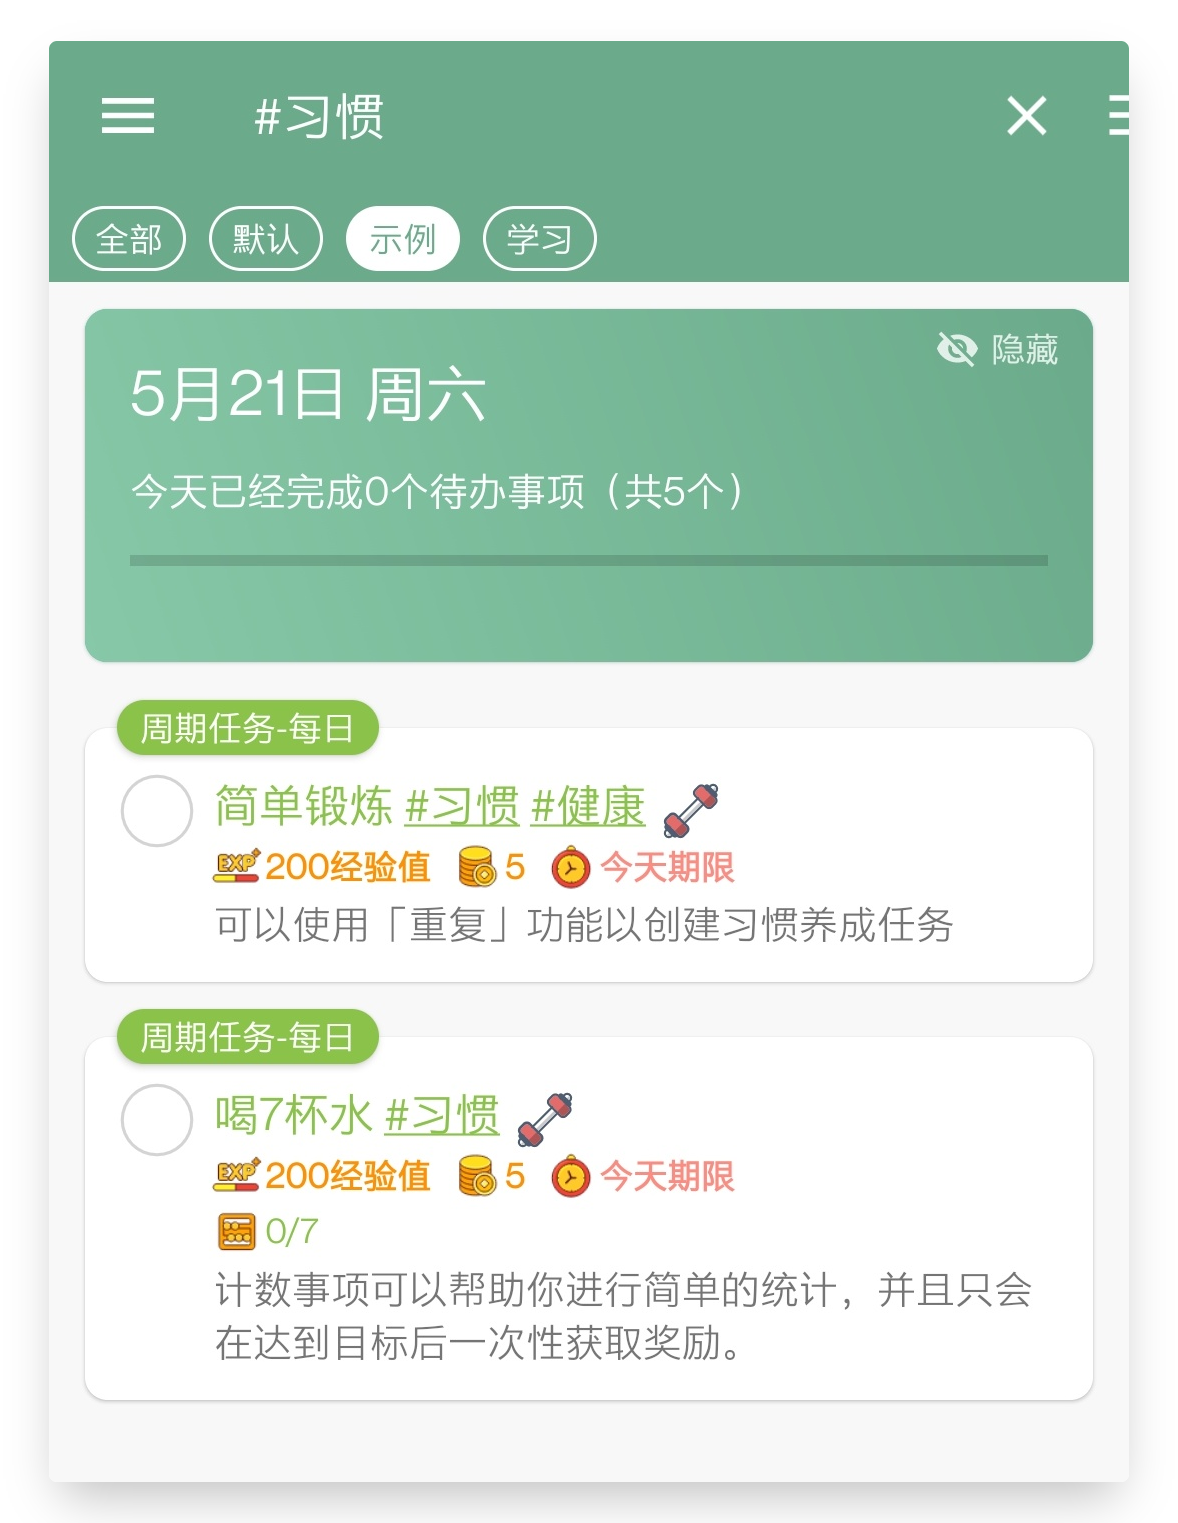 #习惯
全部 默认 示例 学习
隐藏
5月21日 周六
今天已经完成0个待办事项（共5个）
周期任务-每日
简单锻炼 #习惯 #健康
EXP 200经验值 5 今天期限
可以使用「重复」功能以创建习惯养成任务
周期任务-每日
喝7杯水 #习惯
EXP 200经验值 5 今天期限
0/7
计数事项可以帮助你进行简单的统计，并且只会
在达到目标后一次性获取奖励。